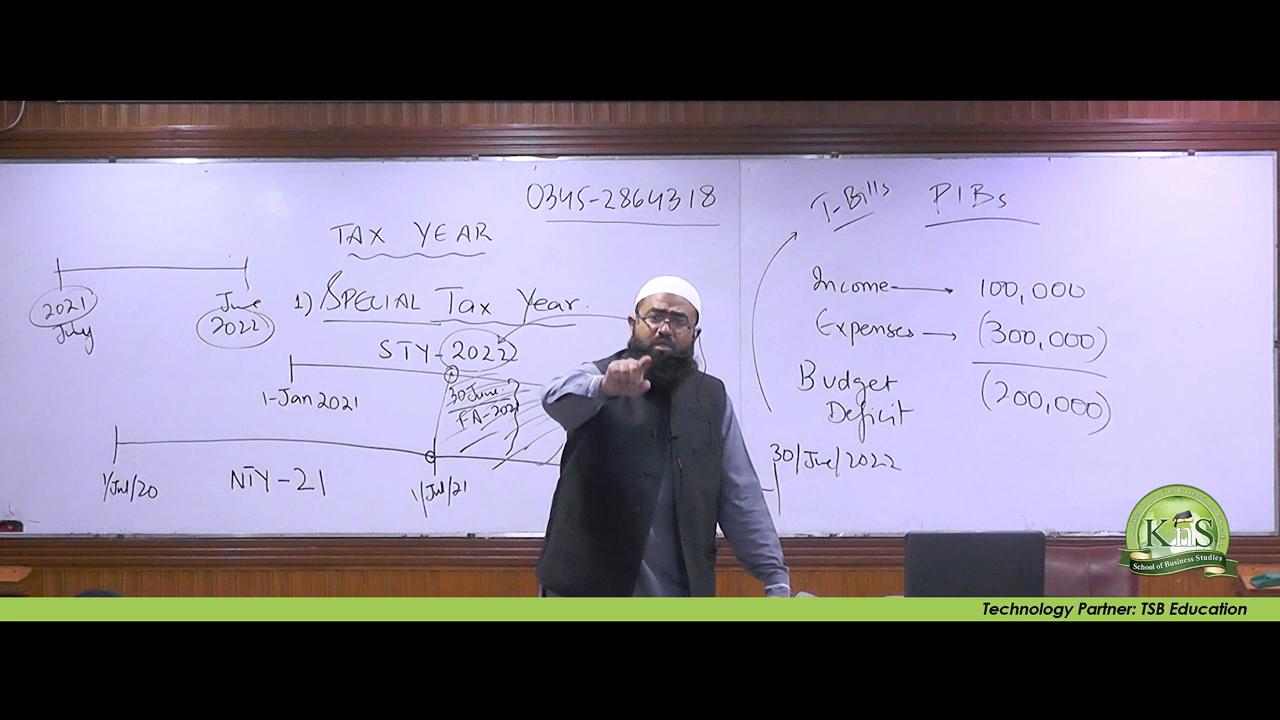 0345-2864318
TAX YEAR
2021
July
June
2022
1) SPECIAL Tax Year.
STY-2022
1-Jan 2021
30 June
FA-2021
1/Jul/20
NTY-21
1/Jul/21
30/June/2022
T-Bills PIBs
Income → 100,000
Expenses → (300,000)
Budget
Deficit
(200,000)
KnS
School of Business Studies
Technology Partner: TSB Education